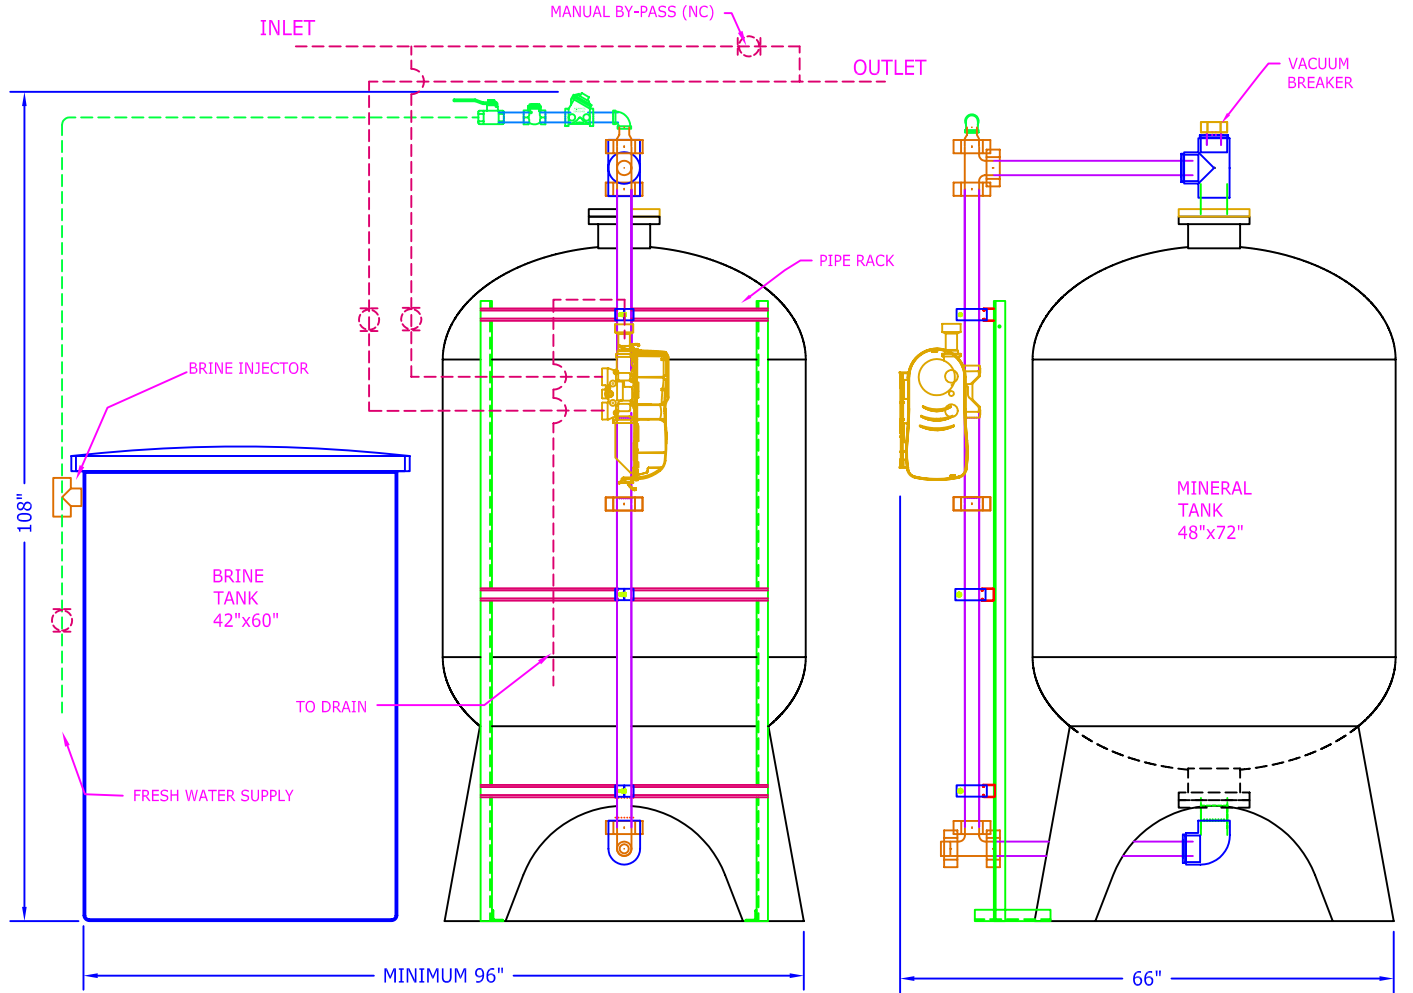 MANUAL BY-PASS (NC)
INLET
OUTLET
VACUUM
BREAKER
PIPE RACK
BRINE INJECTOR
108"
MINERAL
TANK
48"x72"
BRINE
TANK
42"x60"
TO DRAIN
FRESH WATER SUPPLY
MINIMUM 96"
66"